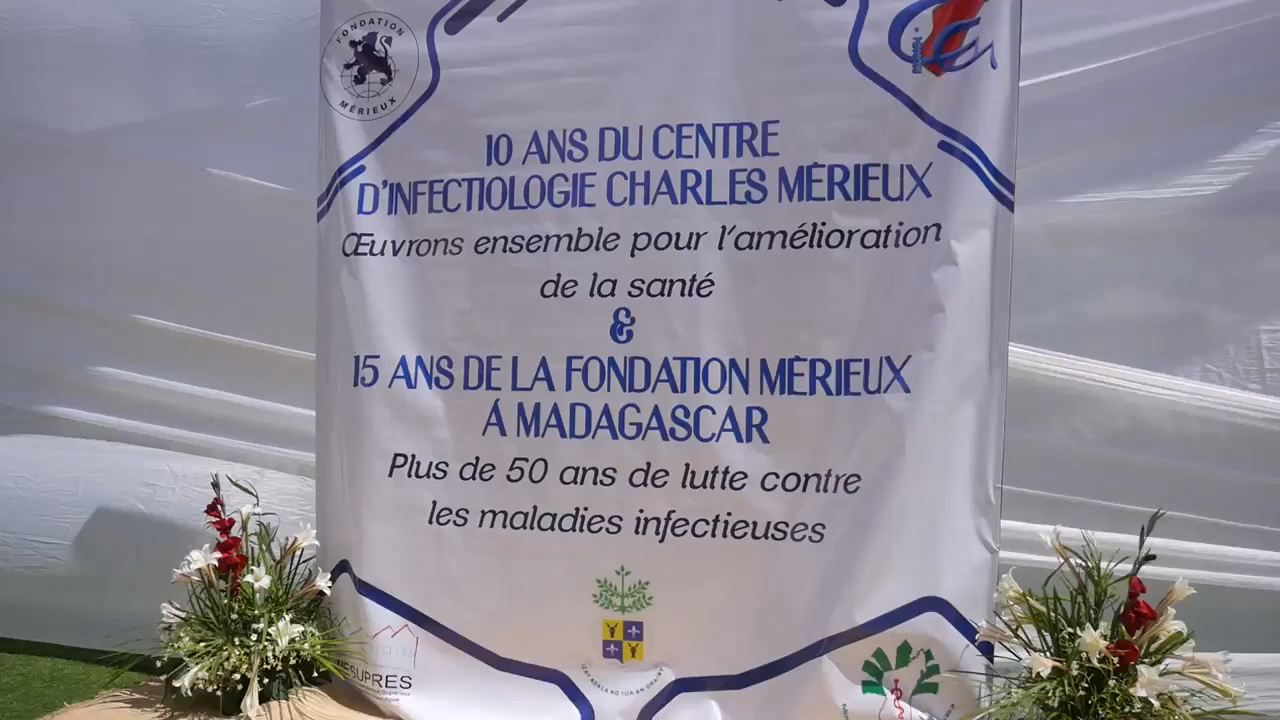 FONDATION
MÉRIEUX
10 ANS DU CENTRE
D'INFECTIOLOGIE CHARLES MÉRIEUX
Œuvrons ensemble pour l'amélioration
de la santé
&
15 ANS DE LA FONDATION MÉRIEUX
Á MADAGASCAR
Plus de 50 ans de lutte contre
les maladies infectieuses
MESUPRES